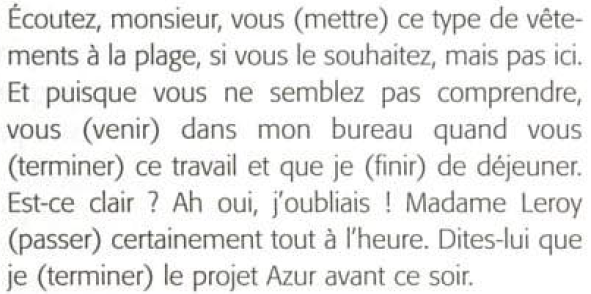 Écoutez, monsieur, vous (mettre) ce type de vête-
ments à la plage, si vous le souhaitez, mais pas ici.
Et puisque vous ne semblez pas comprendre,
vous (venir) dans mon bureau quand vous
(terminer) ce travail et que je (finir) de déjeuner.
Est-ce clair ? Ah oui, j'oubliais ! Madame Leroy
(passer) certainement tout à l'heure. Dites-lui que
je (terminer) le projet Azur avant ce soir.